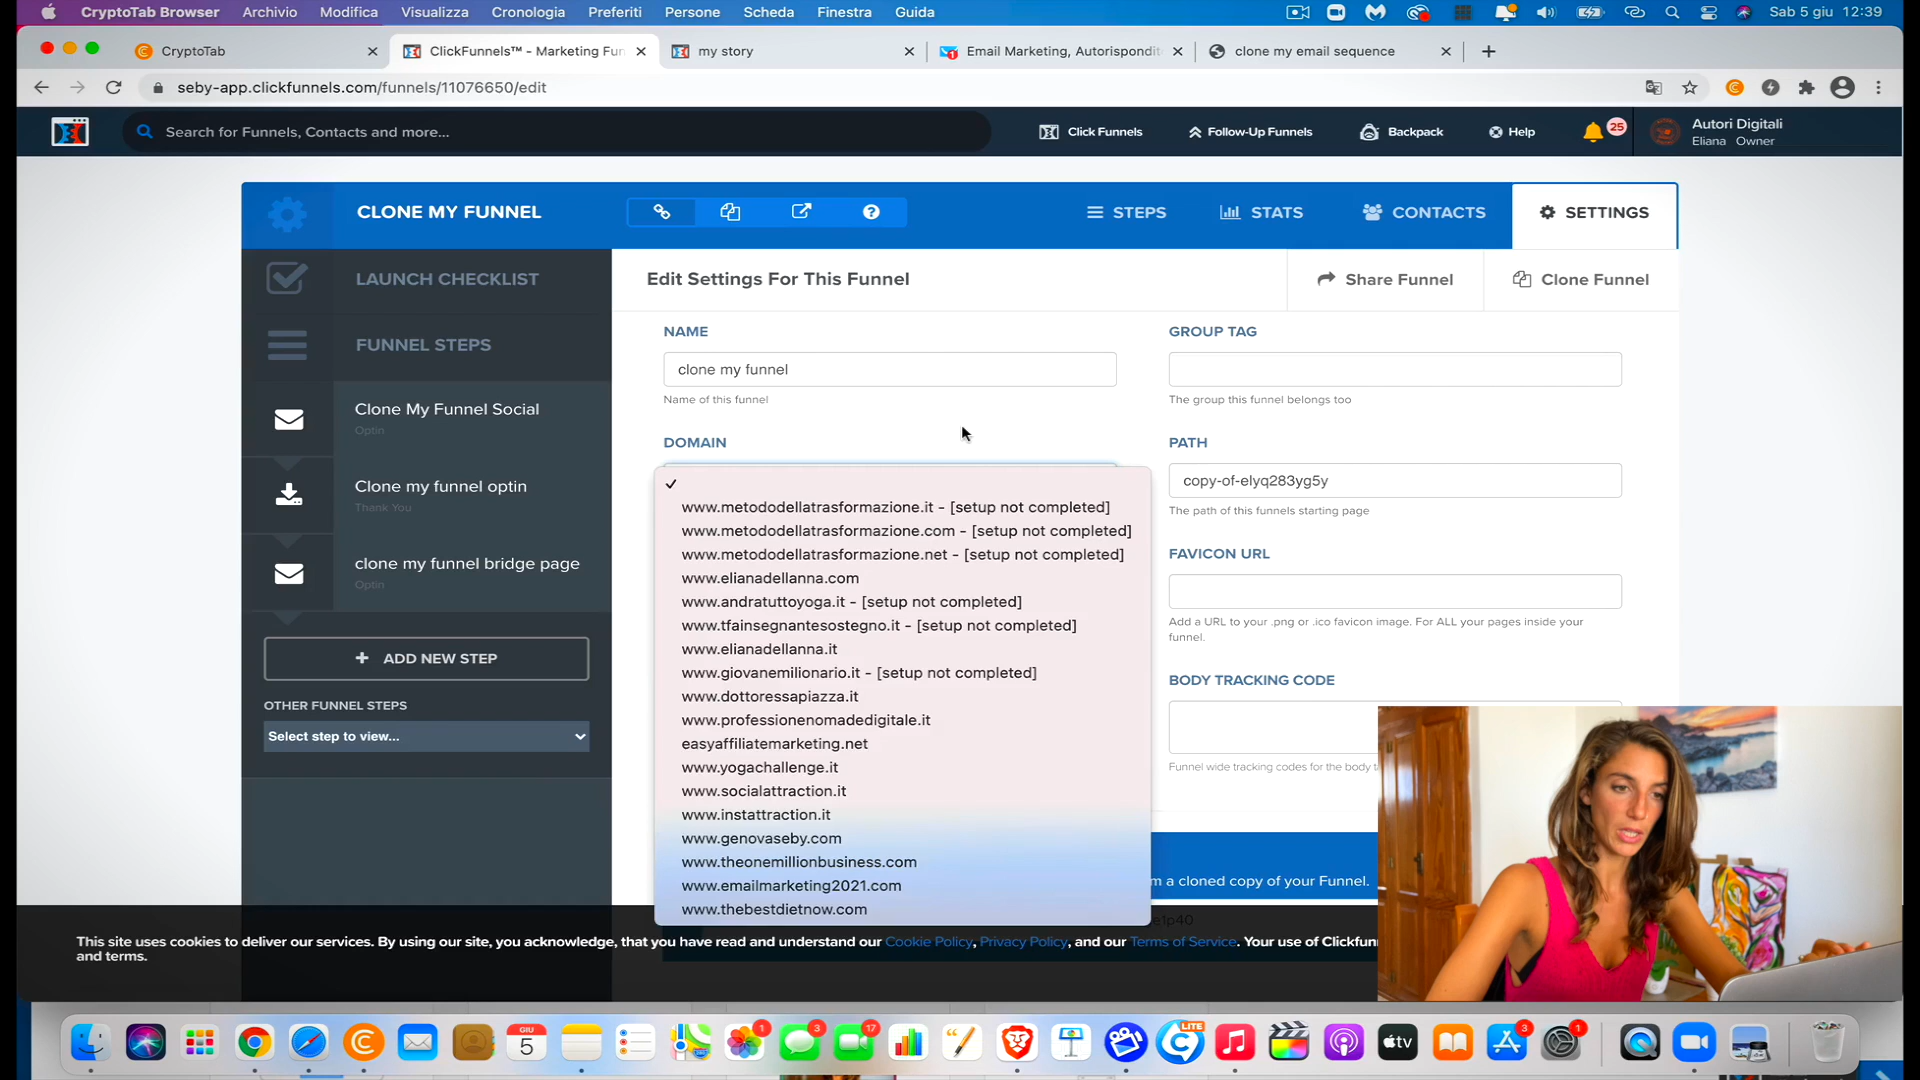 CryptoTab Browser Archivio Modifica Visualizza Cronologia Preferiti Persone Scheda Finestra Guida Sab 5 giu 12:39
CryptoTab ClickFunnels™ - Marketing Fun my story Email Marketing, Autorispondit clone my email sequence
seby-app.clickfunnels.com/funnels/11076650/edit
Search for Funnels, Contacts and more... Click Funnels Follow-Up Funnels Backpack Help 25 Autori Digitali
Eliana Owner
CLONE MY FUNNEL STEPS STATS CONTACTS SETTINGS
LAUNCH CHECKLIST
Edit Settings For This Funnel Share Funnel Clone Funnel
FUNNEL STEPS
Clone My Funnel Social
Optin
Clone my funnel optin
Thank You
clone my funnel bridge page
Optin
+ ADD NEW STEP
OTHER FUNNEL STEPS
Select step to view...
NAME
clone my funnel
Name of this funnel
DOMAIN
www.metododellatrasformazione.it - [setup not completed]
www.metododellatrasformazione.com - [setup not completed]
www.metododellatrasformazione.net - [setup not completed]
www.elianadellanna.com
www.andratuttoyoga.it - [setup not completed]
www.tfainsegnantesostegno.it - [setup not completed]
www.elianadellanna.it
www.giovanemilionario.it - [setup not completed]
www.dottoressapiazza.it
www.professionenomadedigitale.it
easyaffiliatemarketing.net
www.yogachallenge.it
www.socialattraction.it
www.instattraction.it
www.genovaseby.com
www.theonemillionbusiness.com
www.emailmarketing2021.com
www.thebestdietnow.com
GROUP TAG
The group this funnel belongs too
PATH
copy-of-elyq283yg5y
The path of this funnels starting page
FAVICON URL
Add a URL to your .png or .ico favicon image. For ALL your pages inside your
funnel.
BODY TRACKING CODE
Funnel wide tracking codes for the body t
m a cloned copy of your Funnel.
e1p40
This site uses cookies to deliver our services. By using our site, you acknowledge, that you have read and understand our Cookie Policy, Privacy Policy, and our Terms of Service. Your use of Clickfun
and terms.
GIU
5
1
3
17
LITE
tv
3
1